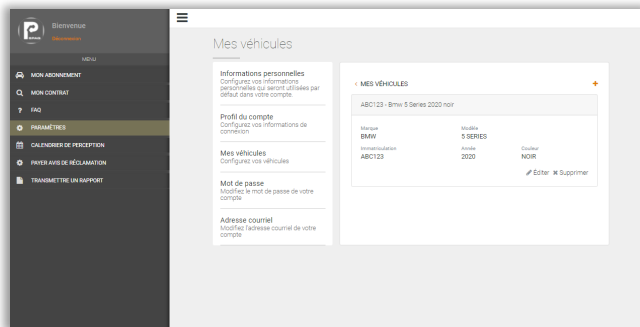 Bienvenue
Abonnement
MENU
MON ABONNEMENT
MON CONTRAT
FAQ
PARAMÈTRES
CALENDRIER DE PERCEPTION
PAYER AVIS DE RÉCLAMATION
TRANSMETTRE UN RAPPORT
Mes véhicules
Informations personnelles
Configurez vos informations
personnelles qui seront utilisées par
défaut dans votre compte.
Profil du compte
Configurez vos informations de
connexion
Mes véhicules
Configurez vos véhicules
Mot de passe
Modifiez le mot de passe de votre
compte
Adresse courriel
Modifiez l'adresse courriel de votre
compte
< MES VÉHICULES +
ABC123 - Bmw 5 Series 2020 noir
Marque Modèle
BMW 5 SERIES
Immatriculation Année Couleur
ABC123 2020 NOIR
Éditer Supprimer